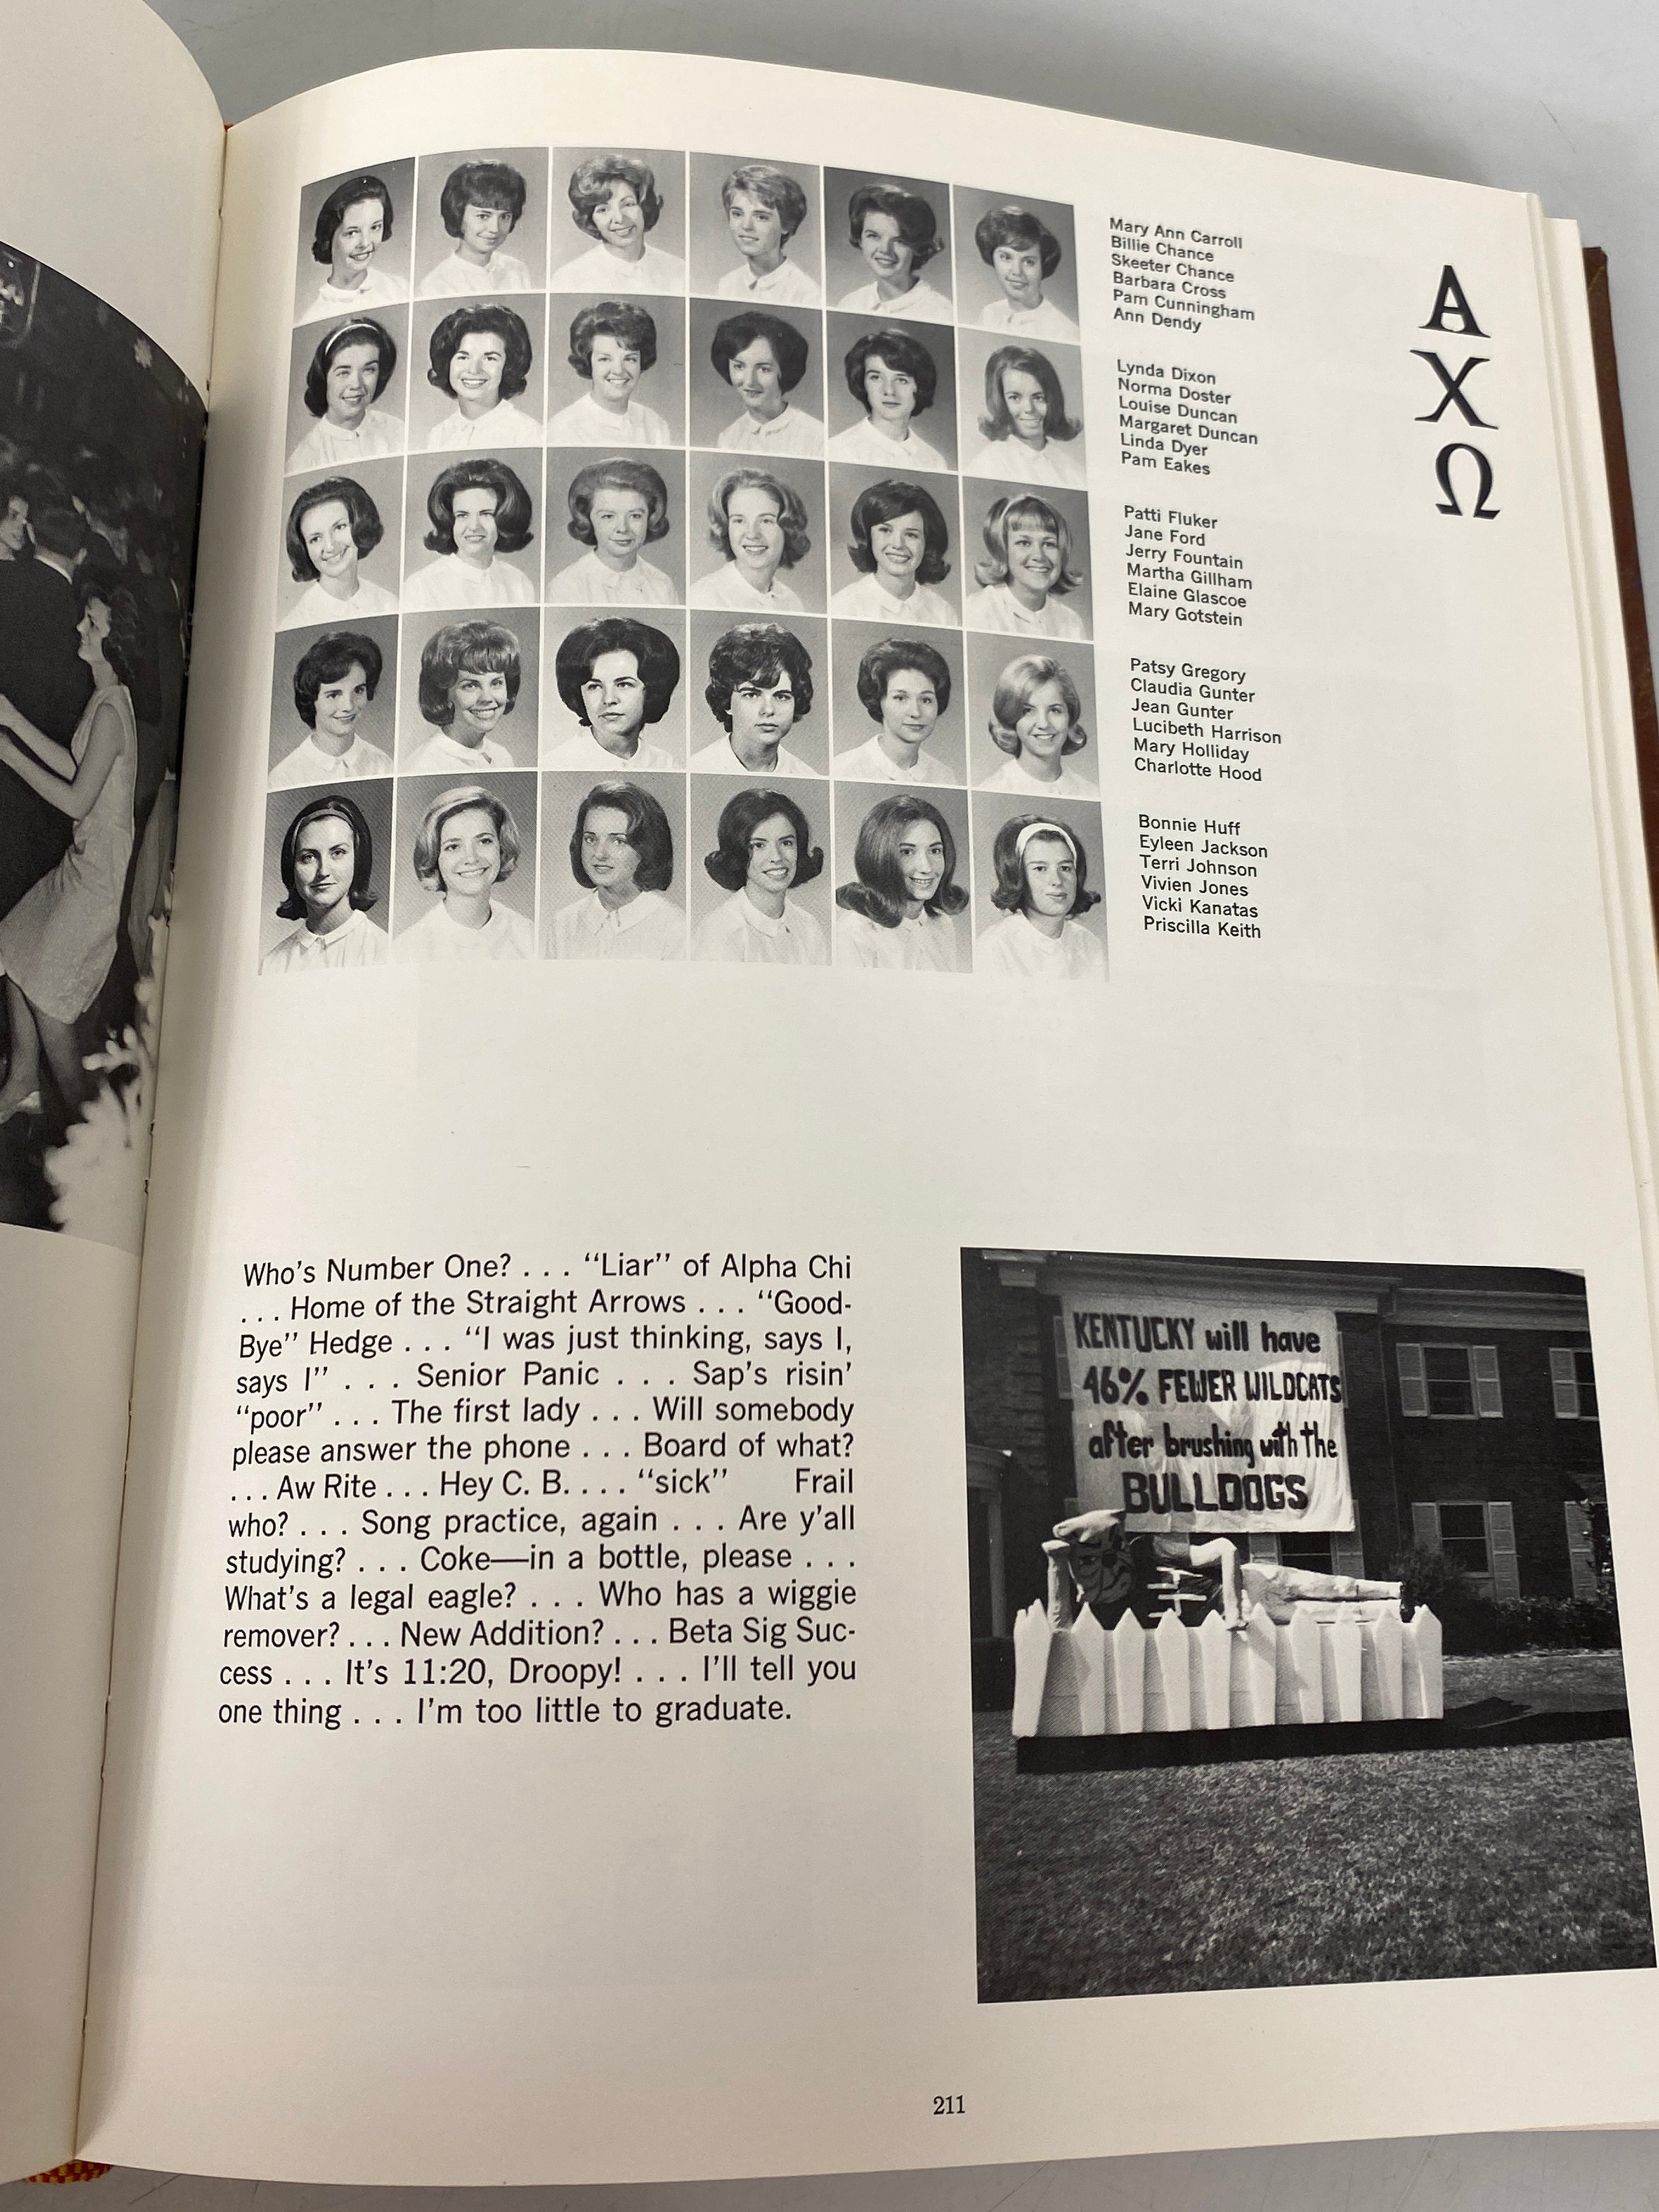 Mary Ann Carroll
Billie Chance
Skeeter Chance
Barbara Cross
Pam Cunningham
Ann Dendy
Lynda Dixon
Norma Doster
Louise Duncan
Margaret Duncan
Linda Dyer
Pam Eakes
Patti Fluker
Jane Ford
Jerry Fountain
Martha Gillham
Elaine Glascoe
Mary Gotstein
Patsy Gregory
Claudia Gunter
Jean Gunter
Lucibeth Harrison
Mary Holliday
Charlotte Hood
Bonnie Huff
Eyleen Jackson
Terri Johnson
Vivien Jones
Vicki Kanatas
Priscilla Keith
Α
Χ
Ω
Who's Number One? . . . “Liar” of Alpha Chi
. . . Home of the Straight Arrows . . . “Good-
Bye” Hedge . . . “I was just thinking, says I,
says I” . . . Senior Panic . . . Sap's risin'
“poor” . . . The first lady . . . Will somebody
please answer the phone . . . Board of what?
. . . Aw Rite . . . Hey C. B. . . . “sick” Frail
who? . . . Song practice, again . . . Are y'all
studying? . . . Coke—in a bottle, please . . .
What's a legal eagle? . . . Who has a wiggie
remover? . . . New Addition? . . . Beta Sig Suc-
cess . . . It's 11:20, Droopy! . . . I'll tell you
one thing . . . I'm too little to graduate.
KENTUCKY will have
46% FEWER WILDCATS
after brushing with the
BULLDOGS
211